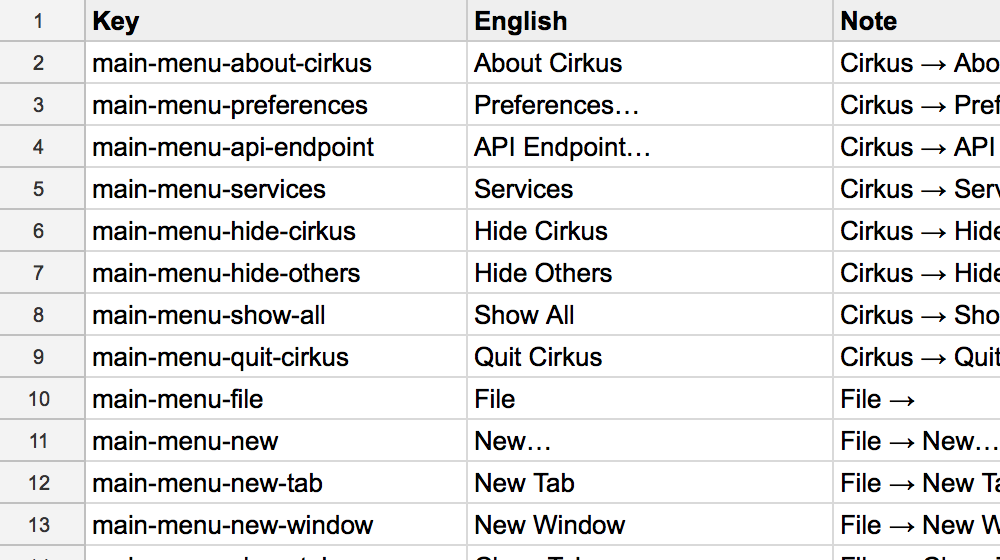 1 Key English Note
2 main-menu-about-cirkus About Cirkus Cirkus → Abo
3 main-menu-preferences Preferences… Cirkus → Pref
4 main-menu-api-endpoint API Endpoint… Cirkus → API
5 main-menu-services Services Cirkus → Serv
6 main-menu-hide-cirkus Hide Cirkus Cirkus → Hide
7 main-menu-hide-others Hide Others Cirkus → Hide
8 main-menu-show-all Show All Cirkus → Sho
9 main-menu-quit-cirkus Quit Cirkus Cirkus → Quit
10 main-menu-file File File →
11 main-menu-new New… File → New…
12 main-menu-new-tab New Tab File → New Ta
13 main-menu-new-window New Window File → New W